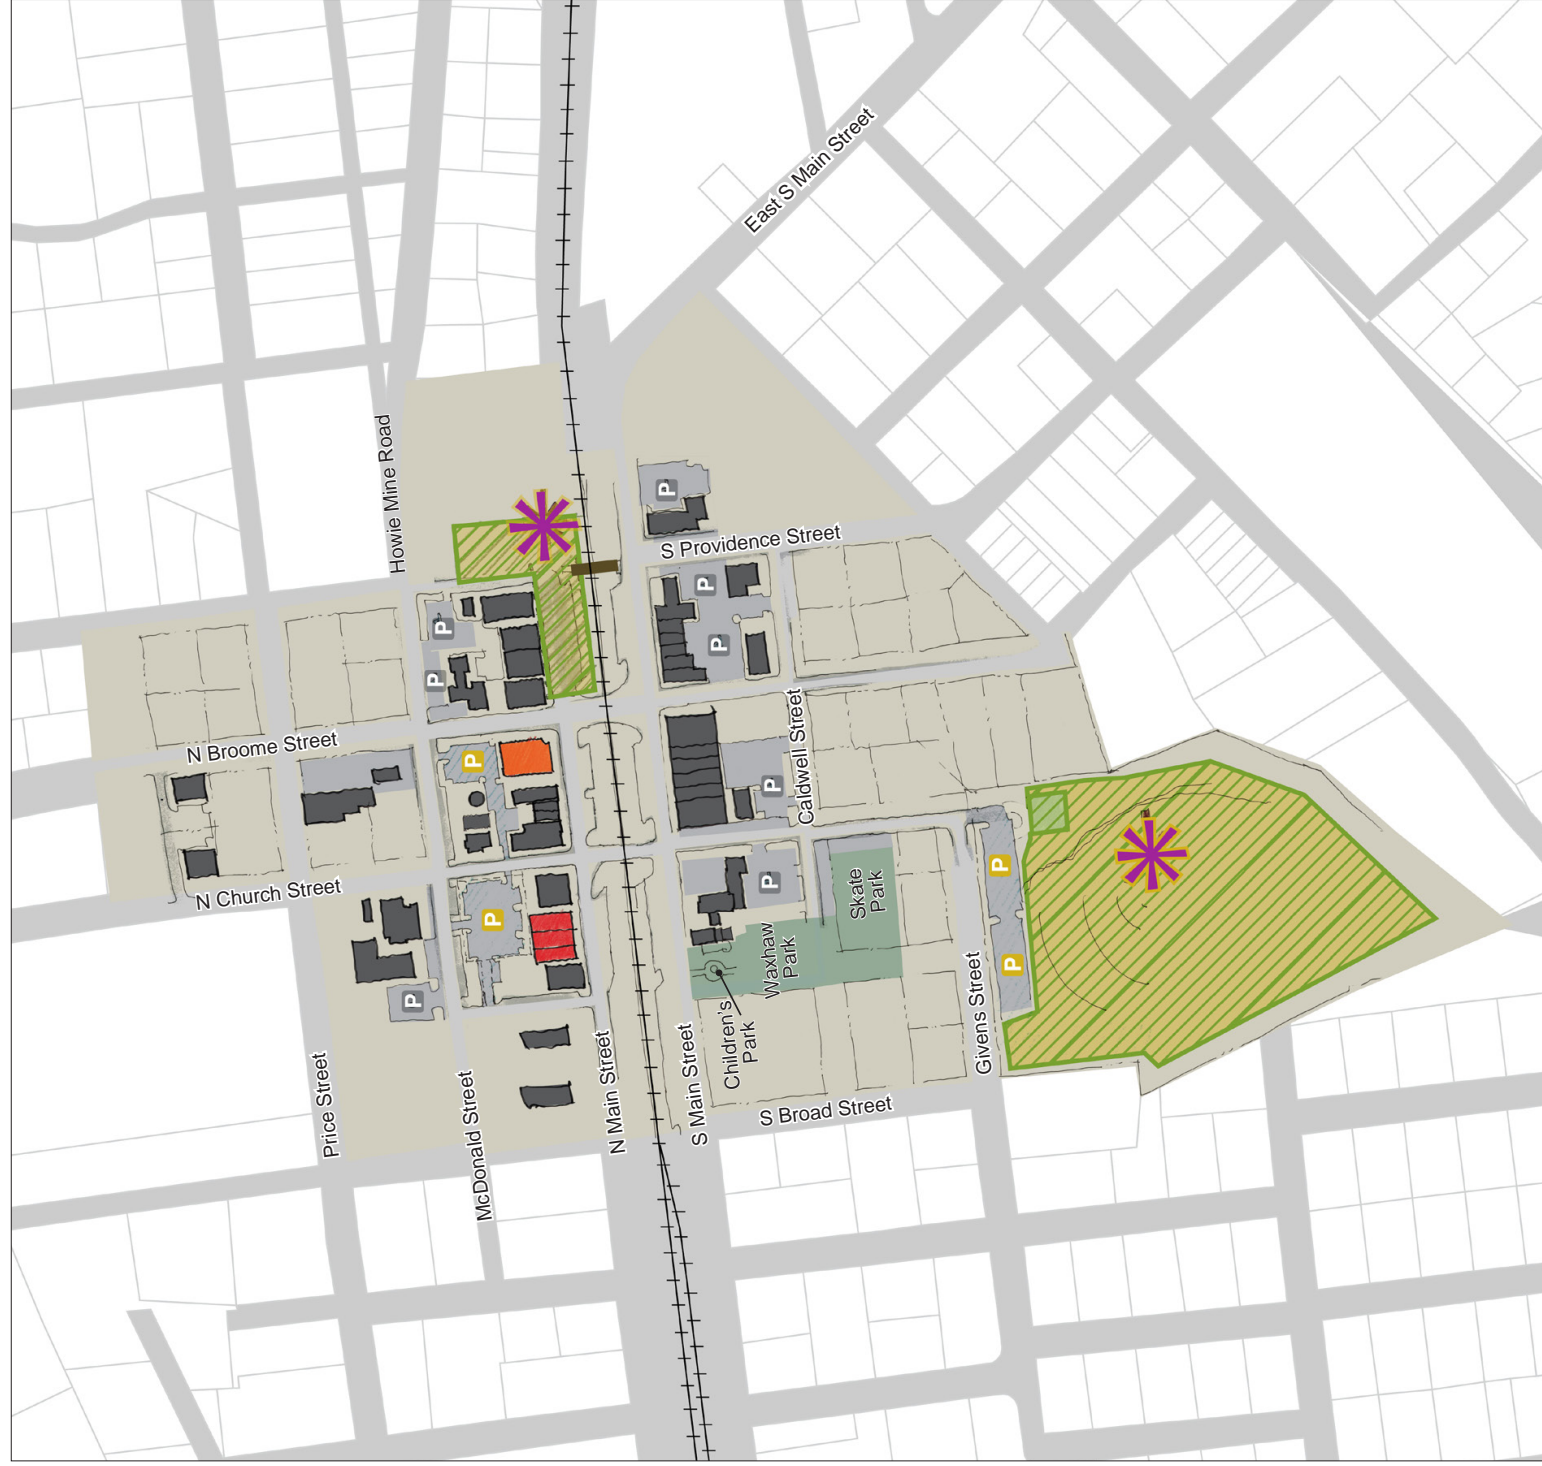 East S Main Street
Howie Mine Road
P
S Providence Street
P
P
P
P
P
N Broome Street
Caldwell Street
P
P
N Church Street
P
Skate
Park
P
P
Waxhaw
Park
P
P
Children's
Park
Givens Street
Price Street
McDonald Street
N Main Street
S Main Street
S Broad Street